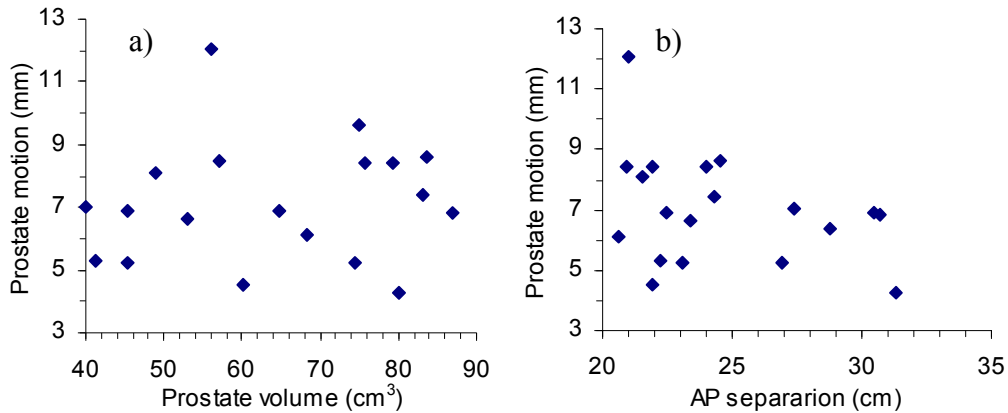 a)
13
11
9
7
5
3
Prostate motion (mm)
40 50 60 70 80 90
Prostate volume (cm³)
b)
13
11
9
7
5
3
Prostate motion (mm)
20 25 30 35
AP separarion (cm)